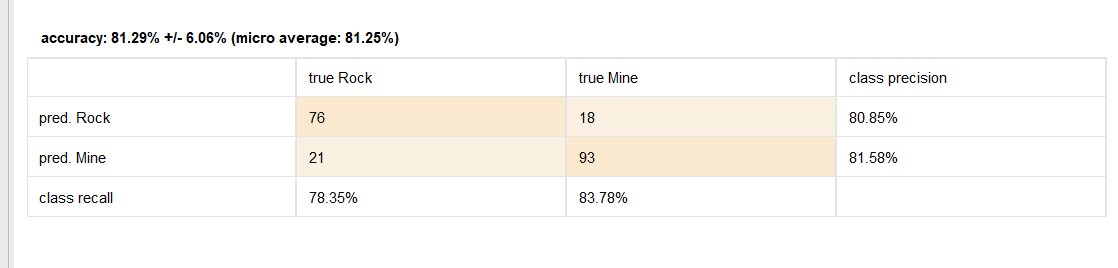 accuracy: 81.29% +/- 6.06% (micro average: 81.25%)
true Rock true Mine class precision
pred. Rock 76 18 80.85%
pred. Mine 21 93 81.58%
class recall 78.35% 83.78%